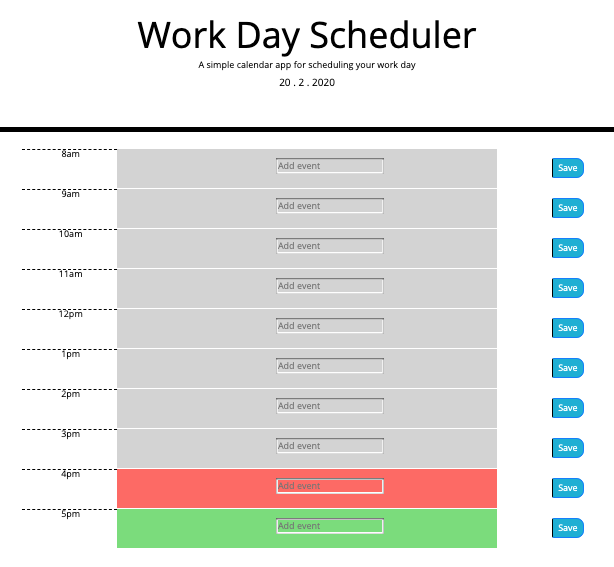 Work Day Scheduler
A simple calendar app for scheduling your work day
20 . 2 . 2020
8am Add event Save
9am Add event Save
10am Add event Save
11am Add event Save
12pm Add event Save
1pm Add event Save
2pm Add event Save
3pm Add event Save
4pm Add event Save
5pm Add event Save